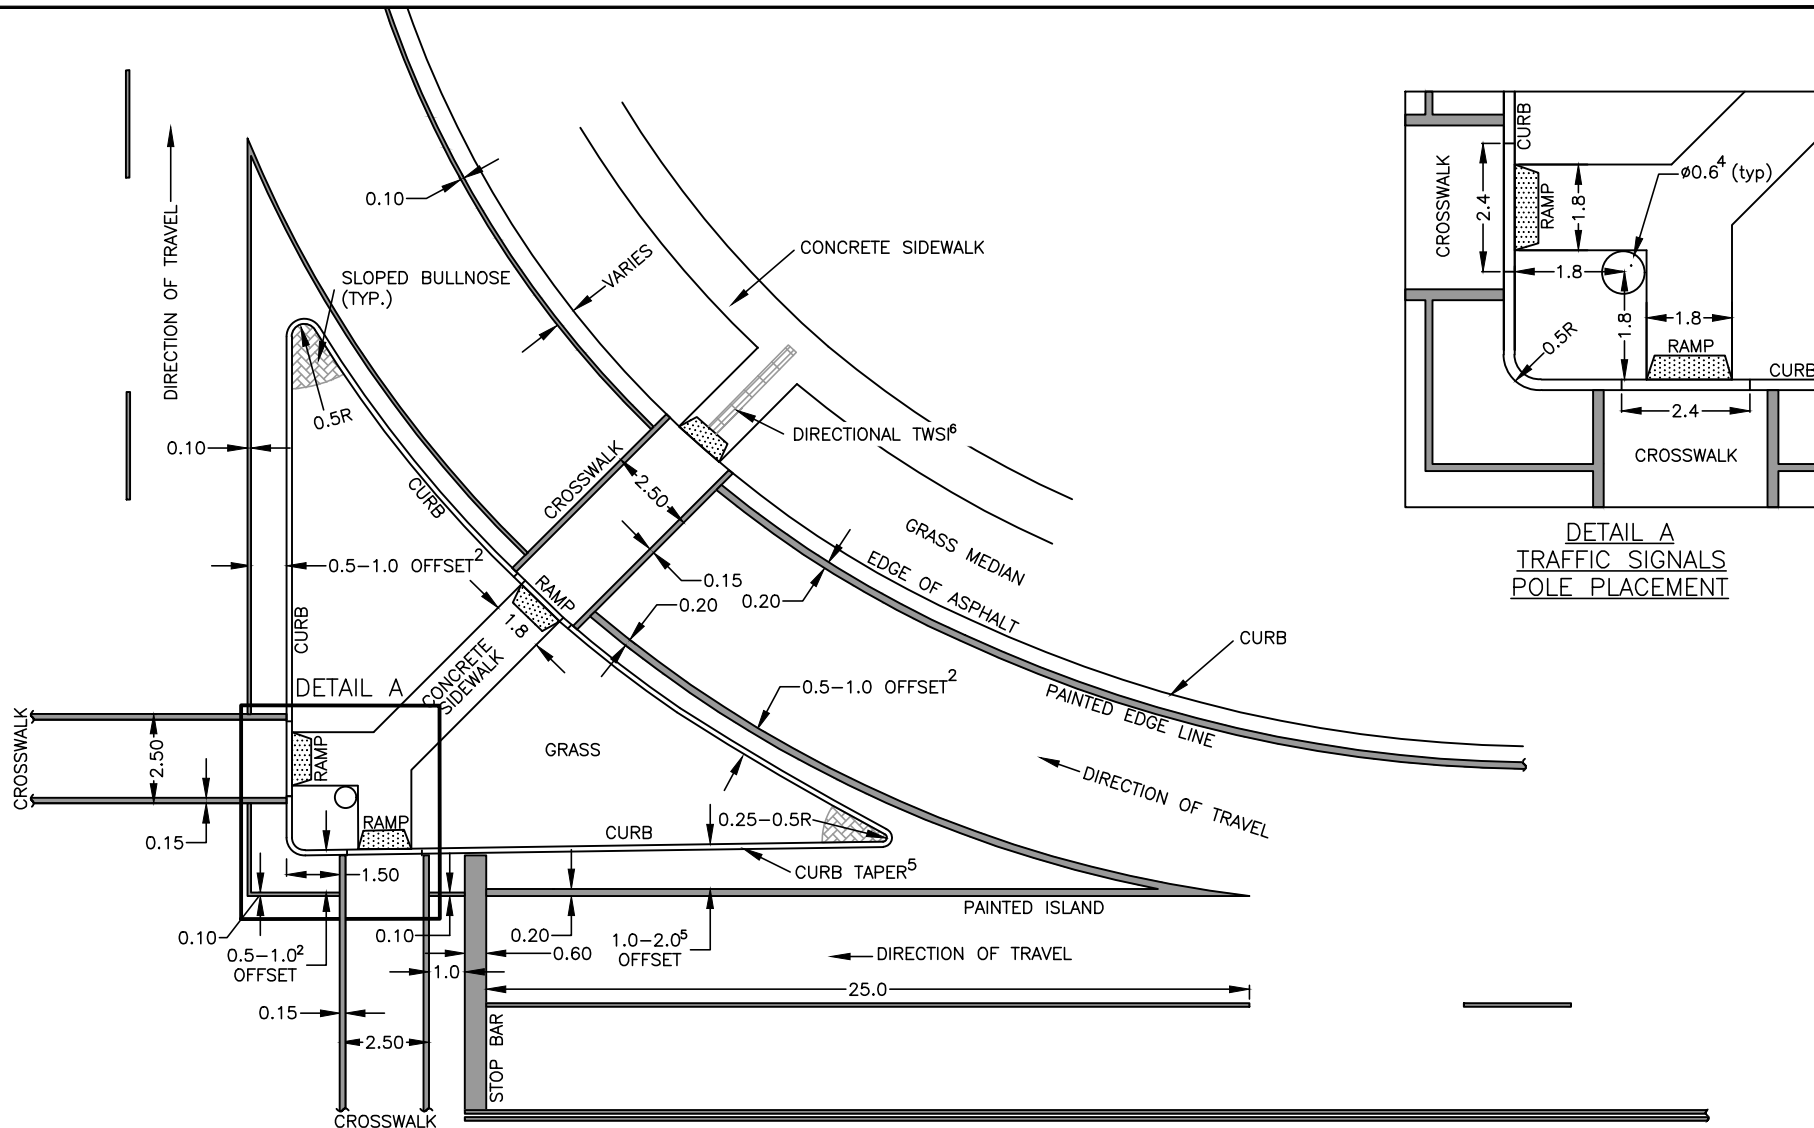 DIRECTION OF TRAVEL
0.10
SLOPED BULLNOSE
(TYP.)
VARIES
CONCRETE SIDEWALK
0.5R
0.10
CURB
CROSSWALK
2.50
DIRECTIONAL TWSI⁶
0.5–1.0 OFFSET²
CURB
RAMP
1.8
0.15
0.20
0.20
GRASS MEDIAN
EDGE OF ASPHALT
CURB
PAINTED EDGE LINE
0.5–1.0 OFFSET²
DIRECTION OF TRAVEL
DETAIL A
CONCRETE
SIDEWALK
GRASS
CROSSWALK
2.50
0.15
RAMP
RAMP
CURB
0.25–0.5R
CURB TAPER⁵
1.50
0.10
0.5–1.0²
OFFSET
0.10
0.20
0.60
1.0
1.0–2.0⁵
OFFSET
PAINTED ISLAND
DIRECTION OF TRAVEL
25.0
0.15
2.50
STOP BAR
CROSSWALK
CURB
CROSSWALK
2.4
RAMP
1.8
ø0.6⁴ (typ)
1.8
1.8
1.8
0.5R
RAMP
CURB
2.4
CROSSWALK
DETAIL A
TRAFFIC SIGNALS
POLE PLACEMENT